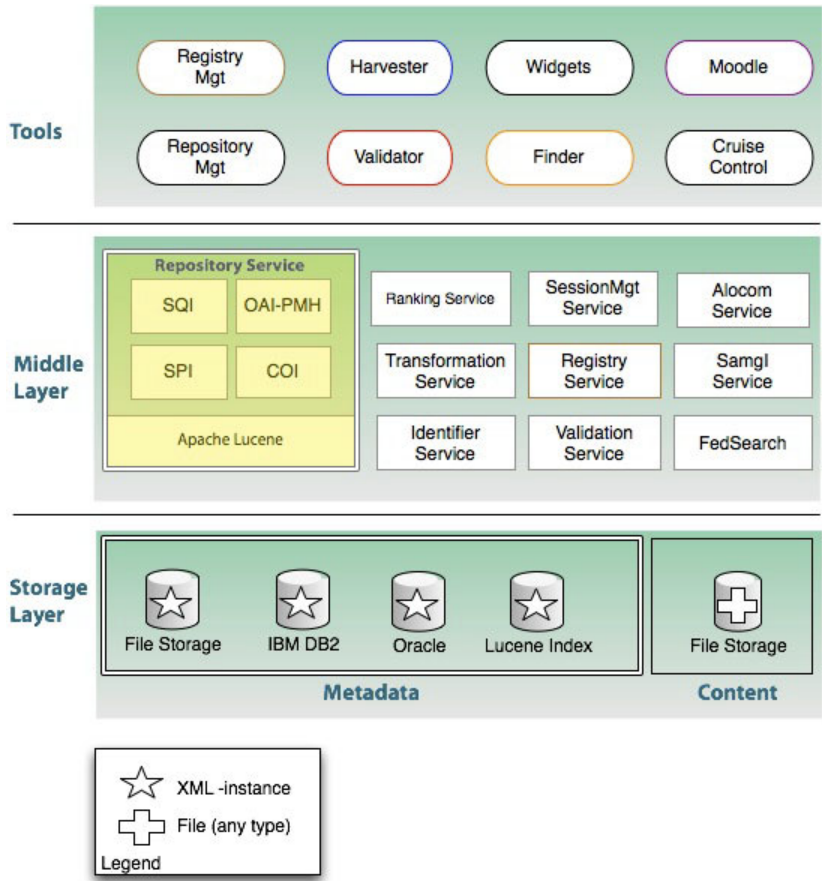 Tools
Registry
Mgt
Harvester
Widgets
Moodle
Repository
Mgt
Validator
Finder
Cruise
Control
Middle
Layer
Repository Service
SQI
OAI-PMH
SPI
COI
Apache Lucene
Ranking Service
SessionMgt
Service
Alocom
Service
Transformation
Service
Registry
Service
Samgl
Service
Identifier
Service
Validation
Service
FedSearch
Storage
Layer
File Storage
IBM DB2
Oracle
Lucene Index
File Storage
Metadata
Content
XML -instance
File (any type)
Legend